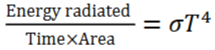 Energy radiated / Time×Area = σT⁴